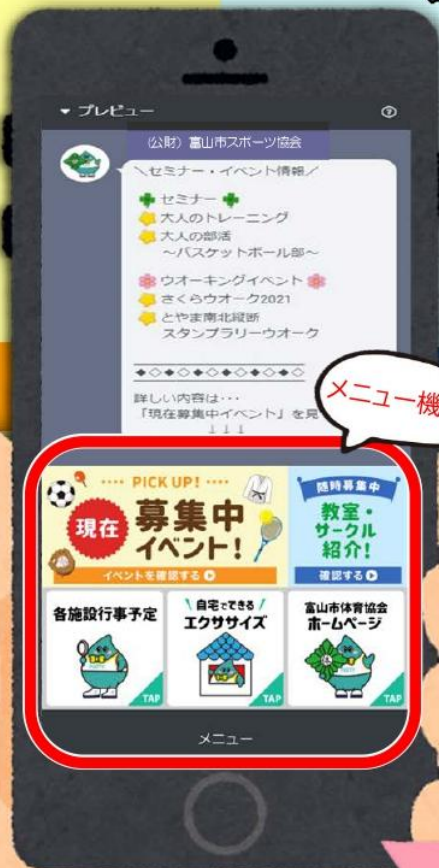 プレビュー
(公財) 富山市スポーツ協会
＼セミナー・イベント情報／
セミナー
大人のトレーニング
大人の部活
～バスケットボール部～
ウオーキングイベント
さくらウオーク2021
とやま南北縦断
スタンプラリーウオーク
◆◇◆◇◆◇◆◇◆◇◆◇
詳しい内容は・・・
「現在募集中イベント」を見
↓↓↓
メニュー機
PICK UP!
現在
募集中
イベント!
イベントを確認する
随時募集中
教室・
サークル
紹介!
確認する
各施設行事予定
TAP
自宅でできる
エクササイズ
TAP
富山市体育協会
ホームページ
TAP
メニュー